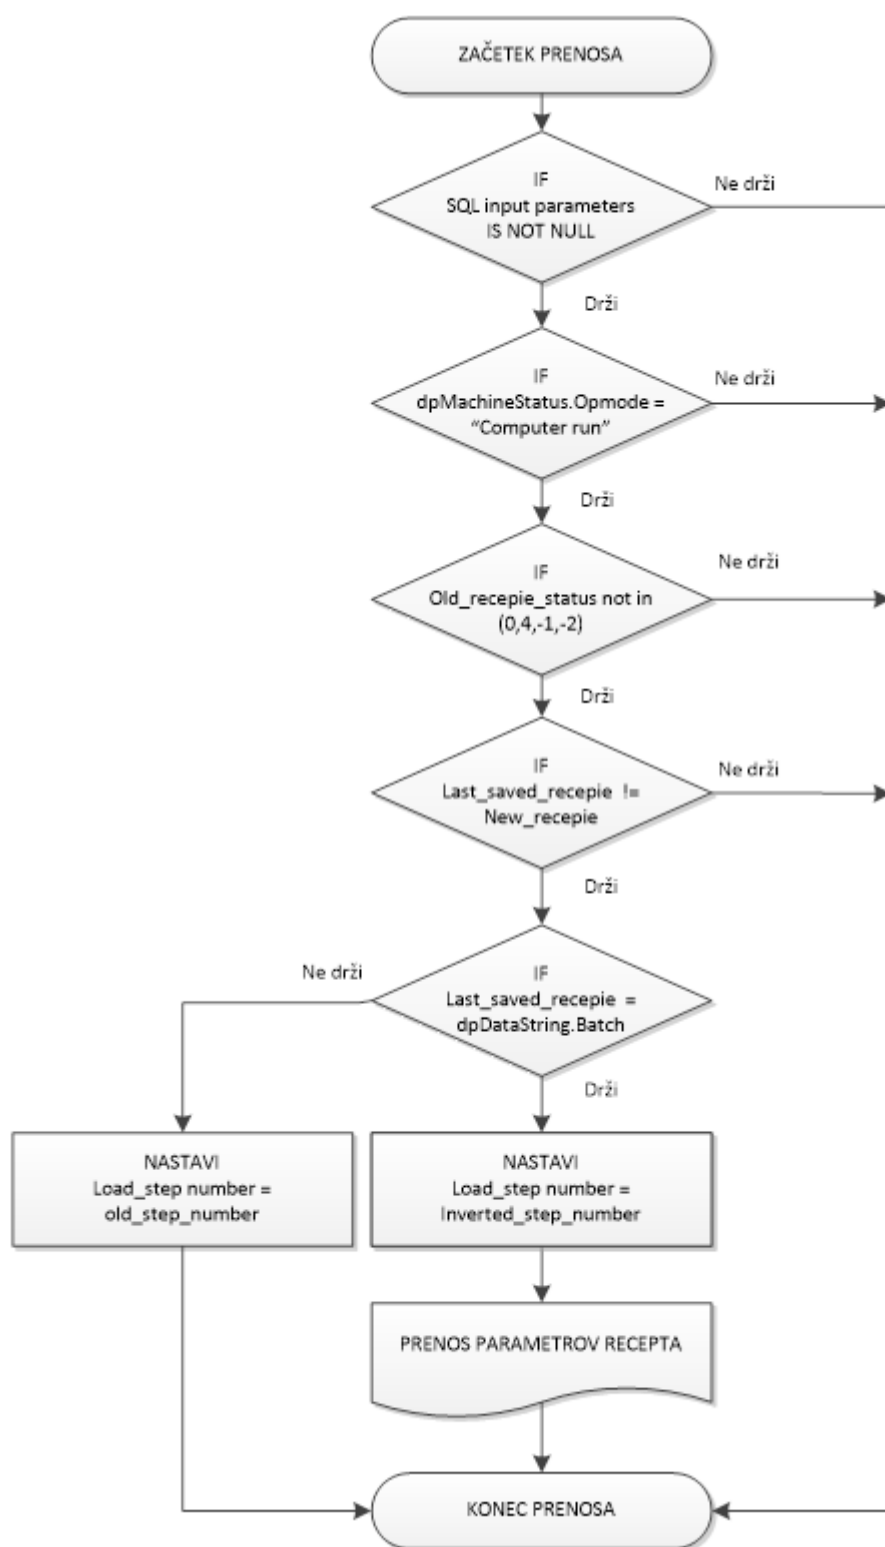 ZAČETEK PRENOSA
IF
SQL input parameters
IS NOT NULL
Ne drži
Drži
IF
dpMachineStatus.Opmode =
“Computer run”
Ne drži
Drži
IF
Old_recepie_status not in
(0,4,-1,-2)
Ne drži
Drži
IF
Last_saved_recepie !=
New_recepie
Ne drži
Drži
IF
Last_saved_recepie =
dpDataString.Batch
Ne drži
Drži
NASTAVI
Load_step number =
old_step_number
NASTAVI
Load_step number =
Inverted_step_number
PRENOS PARAMETROV RECEPTA
KONEC PRENOSA